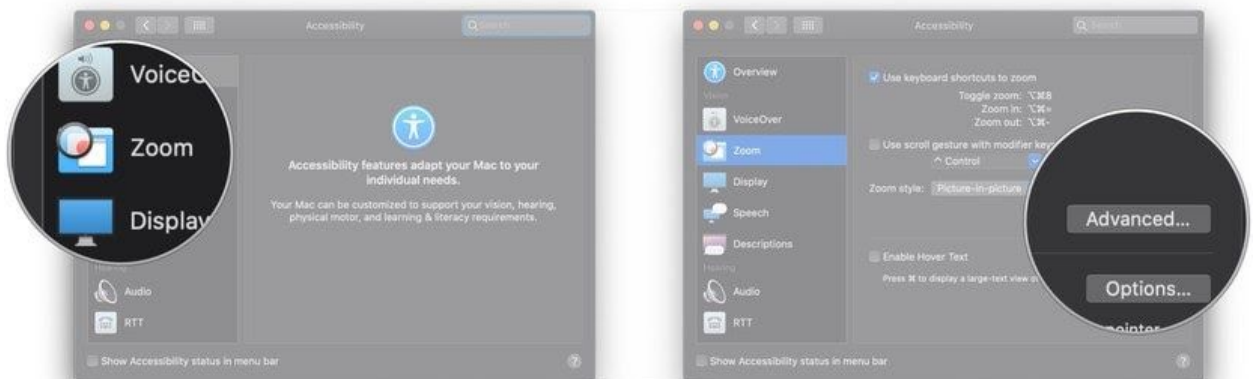 Accessibility
Search
VoiceO
Zoom
Display
Hearing
Audio
RTT
Accessibility features adapt your Mac to your
individual needs.
Your Mac can be customized to support your vision, hearing,
physical motor, and learning & literacy requirements.
Show Accessibility status in menu bar
?
Accessibility
Search
Overview
Vision
VoiceOver
Zoom
Display
Speech
Descriptions
Hearing
Audio
RTT
Use keyboard shortcuts to zoom
Toggle zoom: ⌥⌘8
Zoom in: ⌥⌘=
Zoom out: ⌥⌘-
Use scroll gesture with modifier key
^ Control
Zoom style: Picture-in-picture
Advanced...
Enable Hover Text
Options...
Press ⌘ to display a large-text view o
pointer
Show Accessibility status in menu bar
?